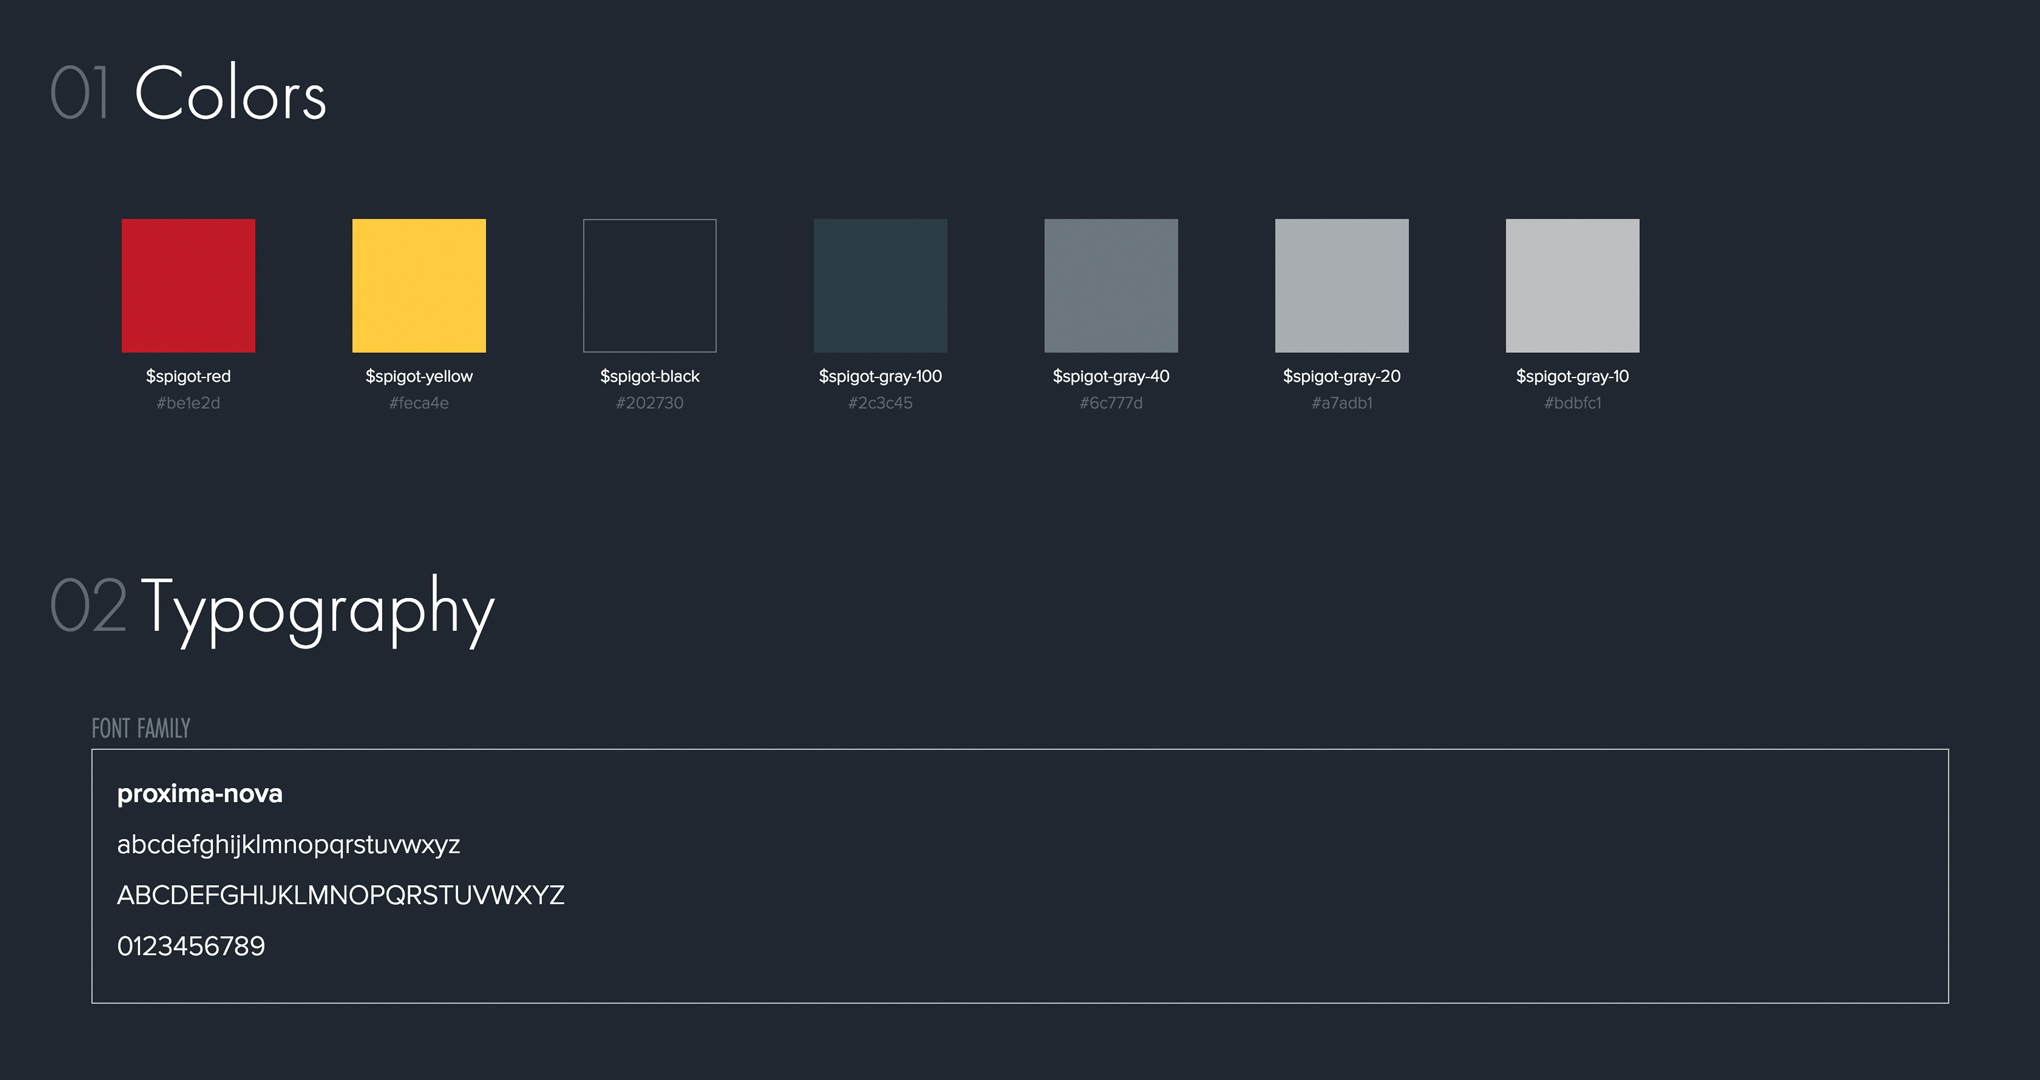 01 Colors
$spigot-red $spigot-yellow $spigot-black $spigot-gray-100 $spigot-gray-40 $spigot-gray-20 $spigot-gray-10
#be1e2d #feca4e #202730 #2c3c45 #6c777d #a7adb1 #bdbfc1
02 Typography
FONT FAMILY
proxima-nova
abcdefghijklmnopqrstuvwxyz
ABCDEFGHIJKLMNOPQRSTUVWXYZ
0123456789